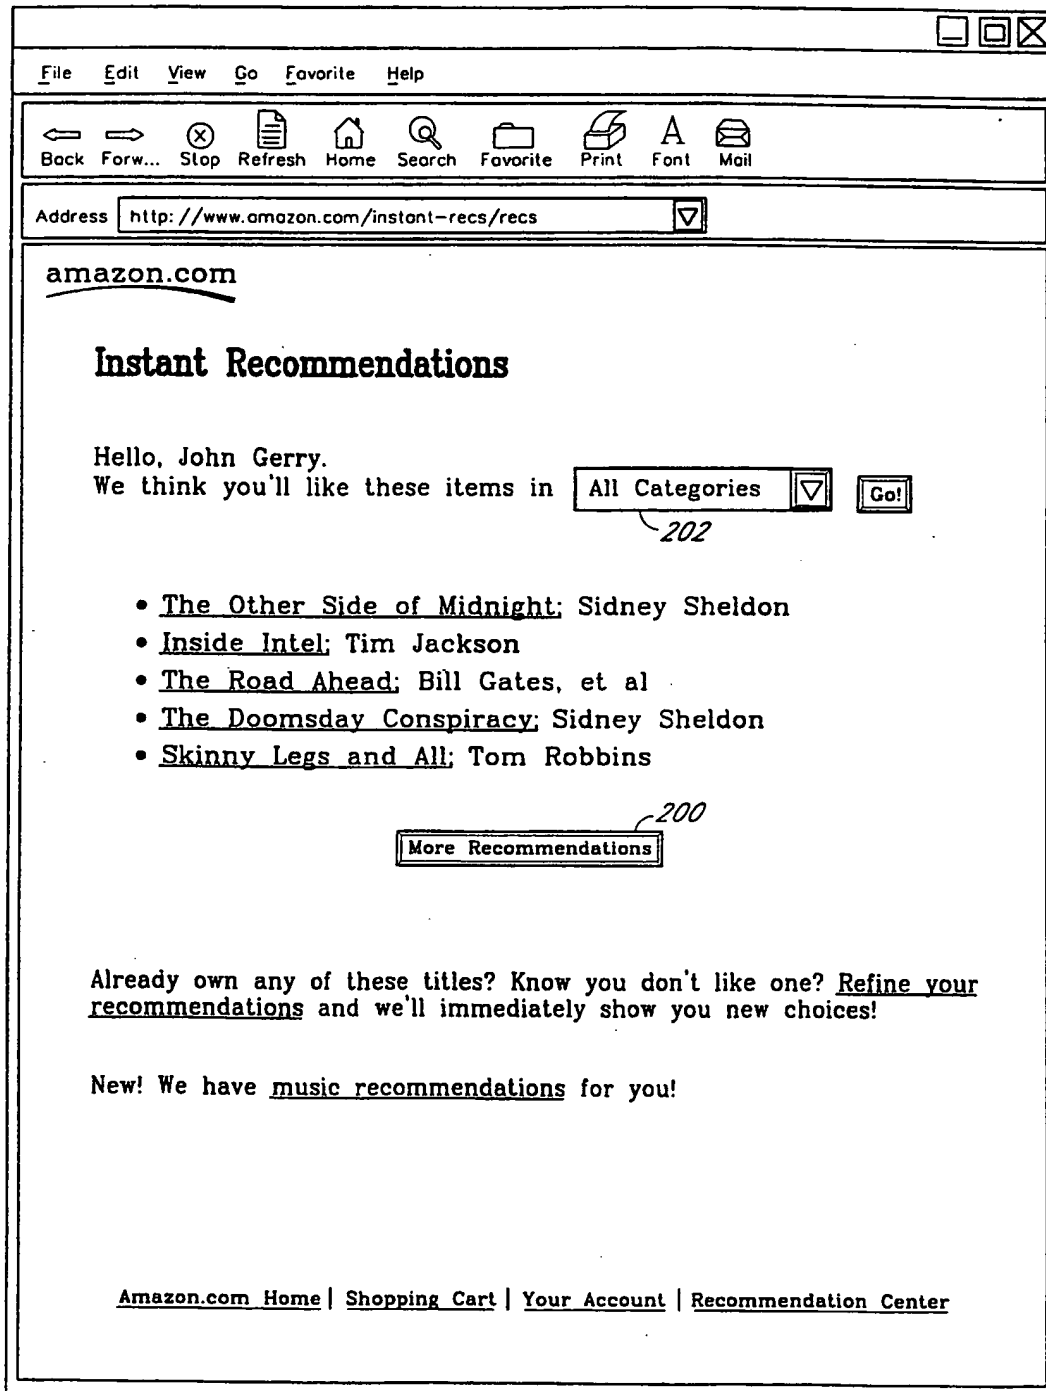 File Edit View Go Favorite Help
Back Forw... Stop Refresh Home Search Favorite Print Font Mail
Address http://www.amazon.com/instant-recs/recs
amazon.com
Instant Recommendations
Hello, John Gerry.
We think you'll like these items in All Categories Go!
202
• The Other Side of Midnight; Sidney Sheldon
• Inside Intel; Tim Jackson
• The Road Ahead; Bill Gates, et al
• The Doomsday Conspiracy; Sidney Sheldon
• Skinny Legs and All; Tom Robbins
200
More Recommendations
Already own any of these titles? Know you don't like one? Refine your
recommendations and we'll immediately show you new choices!
New! We have music recommendations for you!
Amazon.com Home | Shopping Cart | Your Account | Recommendation Center